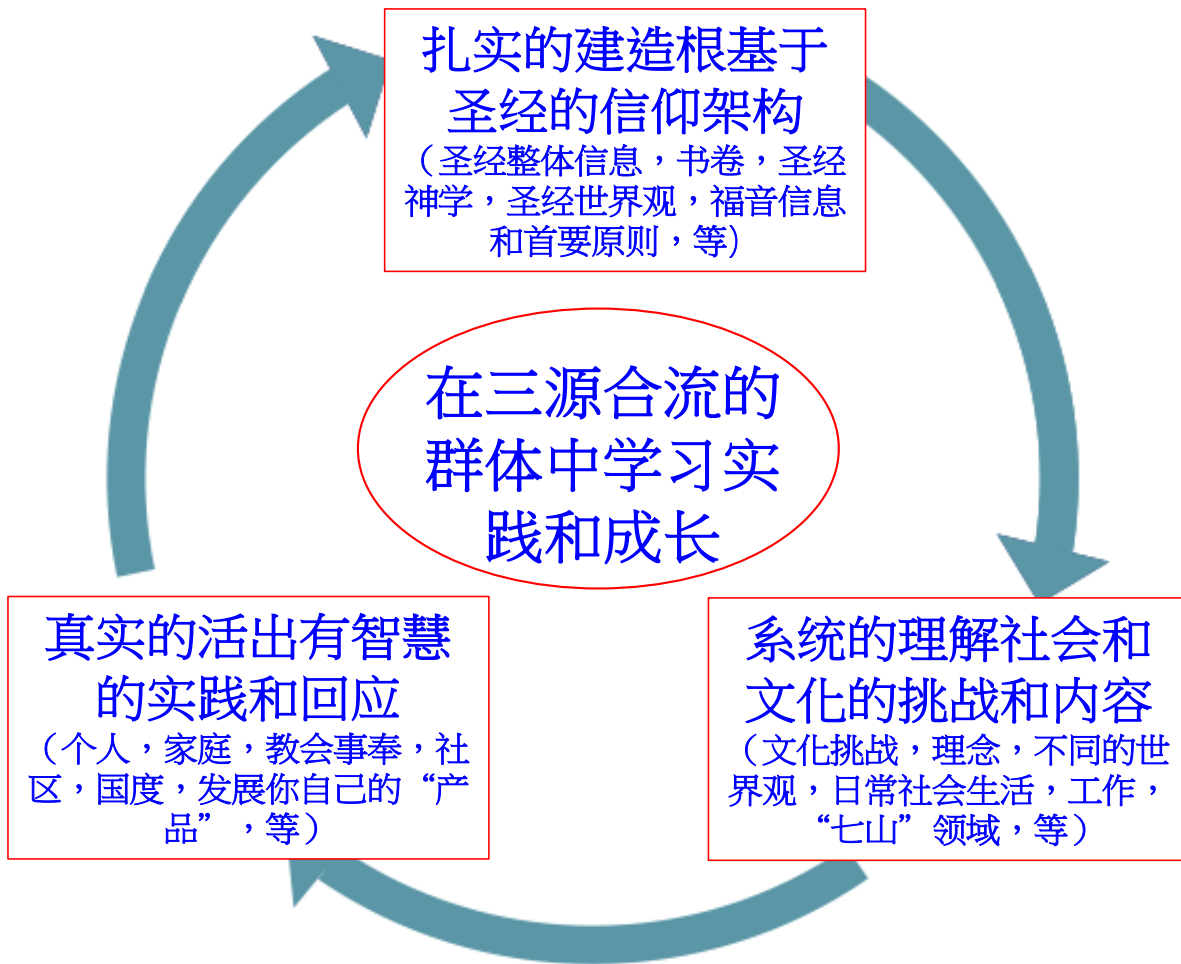 扎实的建造根基于
圣经的信仰架构
（圣经整体信息，书卷，圣经
神学，圣经世界观，福音信息
和首要原则，等）
在三源合流的
群体中学习实
践和成长
真实的活出有智慧
的实践和回应
（个人，家庭，教会事奉，社
区，国度，发展你自己的“产
品”，等）
系统的理解社会和
文化的挑战和内容
（文化挑战，理念，不同的世
界观，日常社会生活，工作，
“七山”领域，等）